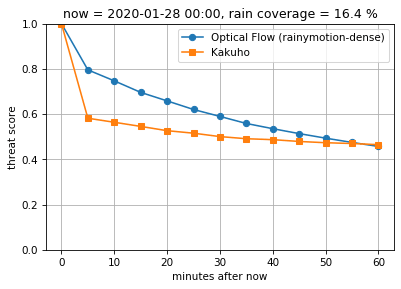 now = 2020-01-28 00:00, rain coverage = 16.4 %
Optical Flow (rainymotion-dense)
Kakuho
threat score
1.0
0.8
0.6
0.4
0.2
0.0
0 10 20 30 40 50 60
minutes after now